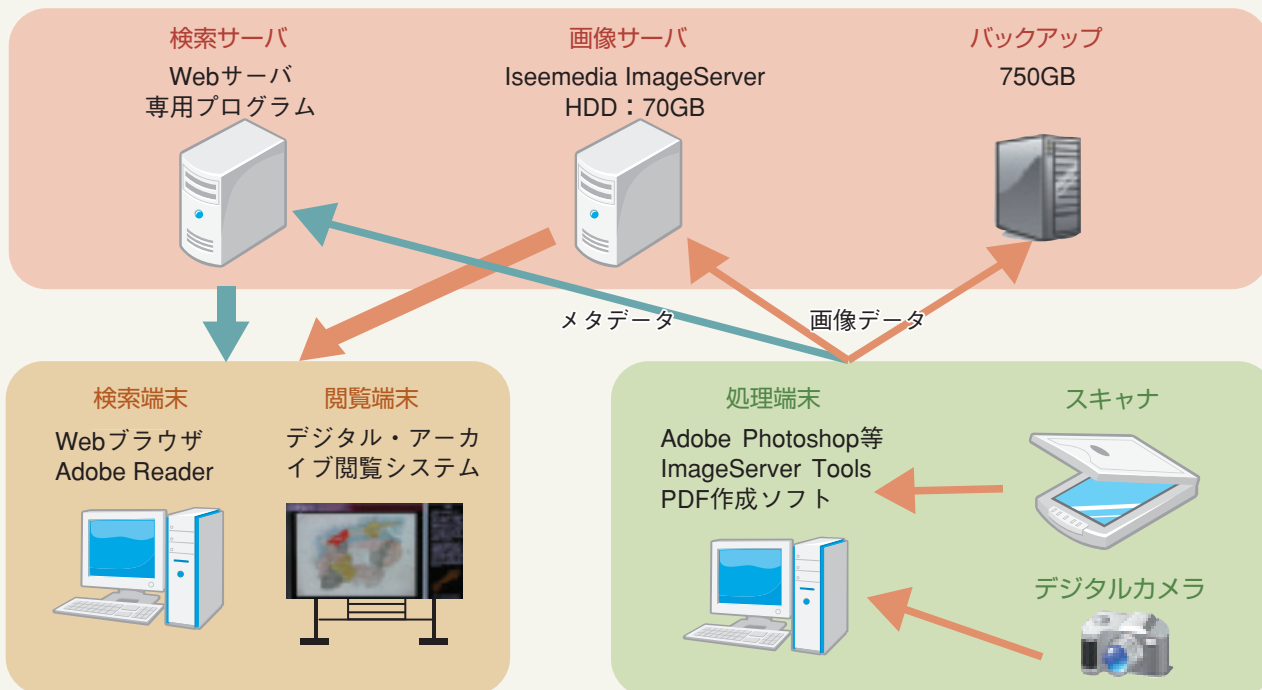 検索サーバ
Webサーバ
専用プログラム
画像サーバ
Iseemedia ImageServer
HDD：70GB
バックアップ
750GB
メタデータ
画像データ
検索端末
Webブラウザ
Adobe Reader
閲覧端末
デジタル・アーカ
イブ閲覧システム
処理端末
Adobe Photoshop等
ImageServer Tools
PDF作成ソフト
スキャナ
デジタルカメラ